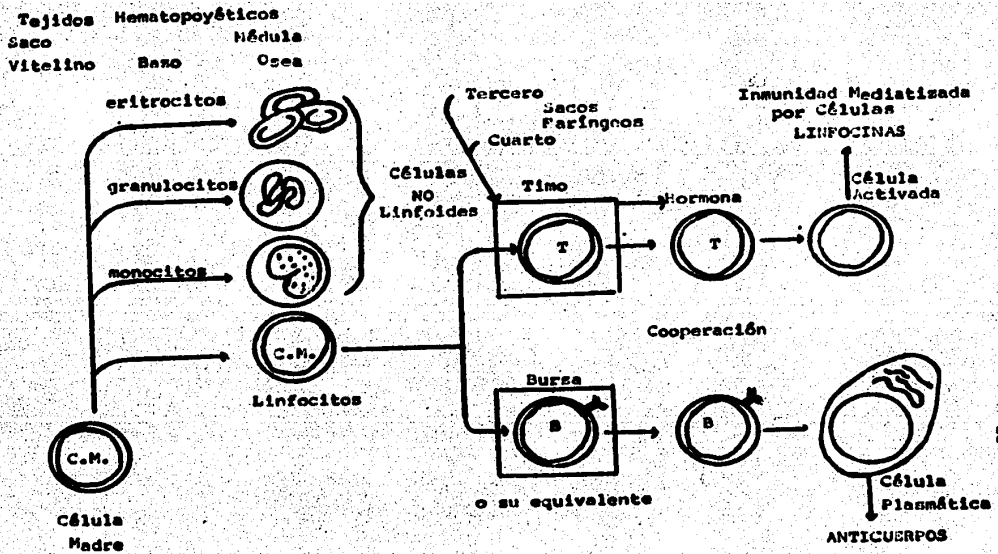 Tejidos Hematopoyéticos
Saco Médula
Vitelino Bazo Osea
eritrocitos
granulocitos
monocitos
Células
NO
Linfoides
C.M.
Linfocitos
C.M.
Célula
Madre
Tercero
Sacos
Faríngeos
Cuarto
Timo
T
Hormona
T
Inmunidad Mediatizada
por Células
LINFOCINAS
Célula
Activada
Cooperación
Bursa
B
o su equivalente
B
Célula
Plasmática
ANTICUERPOS